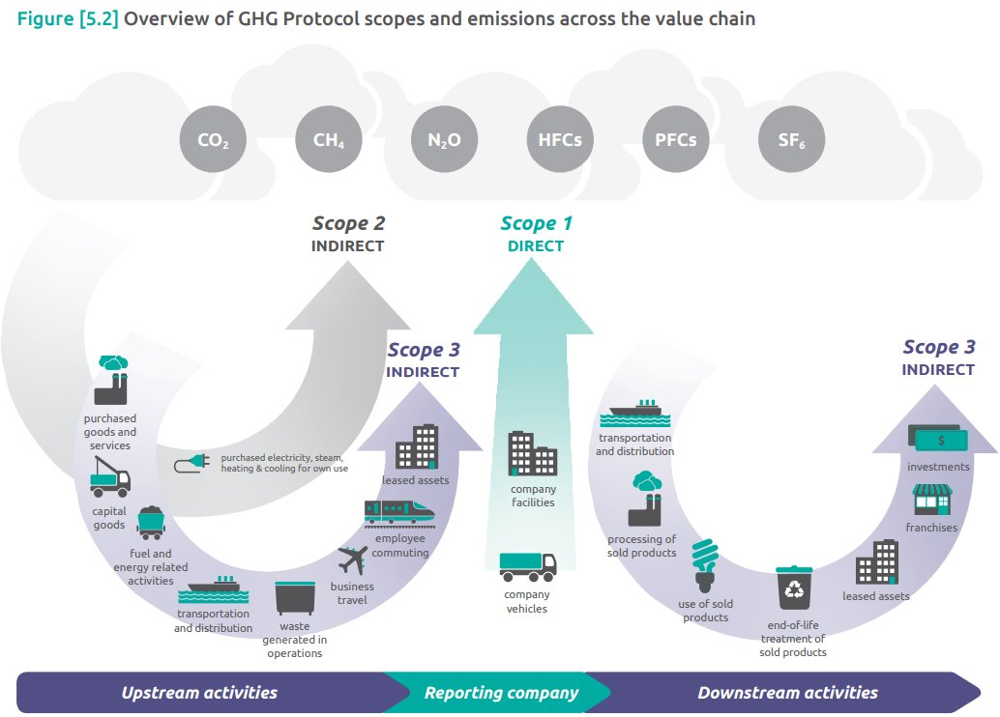 Figure [5.2] Overview of GHG Protocol scopes and emissions across the value chain
CO₂
CH₄
N₂O
HFCs
PFCs
SF₆
Scope 2
INDIRECT
Scope 1
DIRECT
Scope 3
INDIRECT
Scope 3
INDIRECT
purchased
goods and
services
capital
goods
fuel and
energy related
activities
transportation
and distribution
waste
generated in
operations
business
travel
employee
commuting
leased assets
purchased electricity, steam,
heating & cooling for own use
company
facilities
company
vehicles
transportation
and distribution
processing of
sold products
use of sold
products
end-of-life
treatment of
sold products
leased assets
franchises
$
investments
Upstream activities
Reporting company
Downstream activities